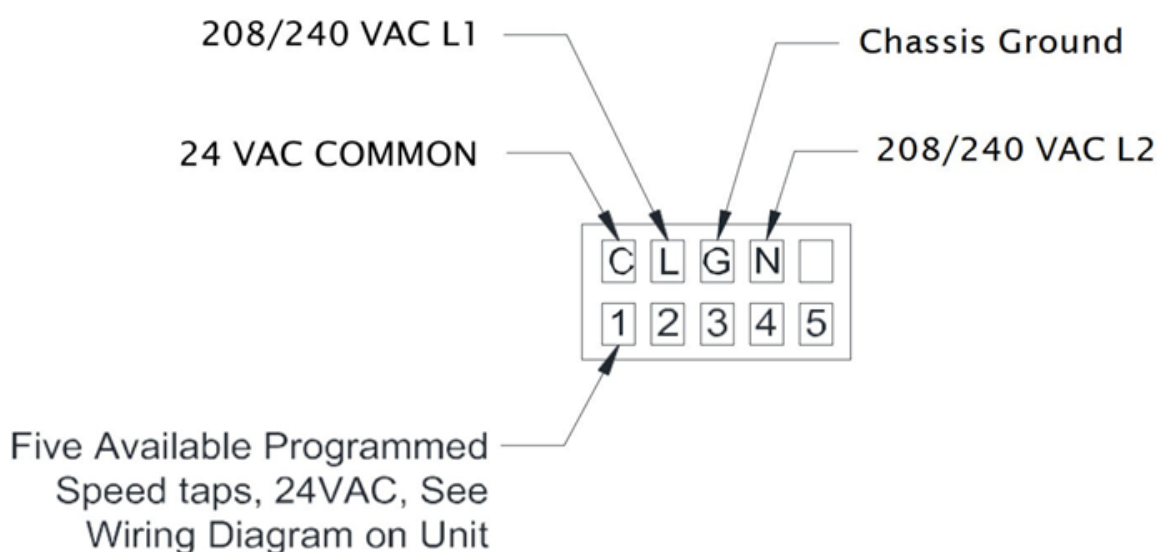 208/240 VAC L1
Chassis Ground
24 VAC COMMON
208/240 VAC L2
C L G N
1 2 3 4 5
Five Available Programmed
Speed taps, 24VAC, See
Wiring Diagram on Unit